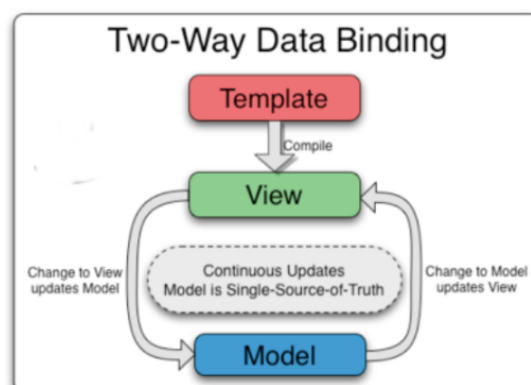 Two-Way Data Binding
Template
Compile
View
Change to View
updates Model
Continuous Updates
Model is Single-Source-of-Truth
Change to Model
updates View
Model